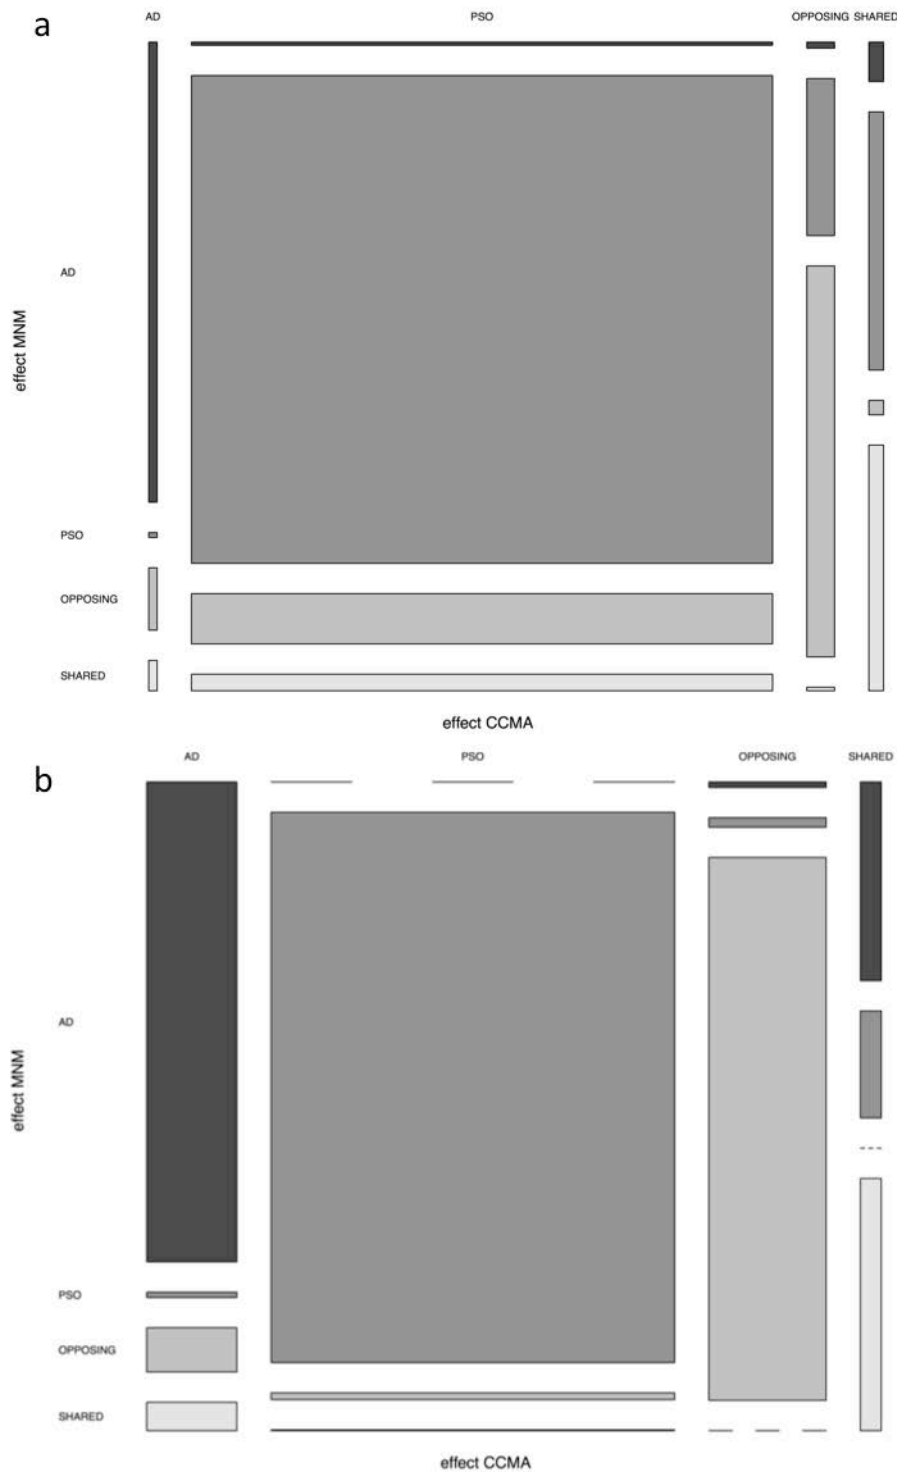 a
AD PSO OPPOSING SHARED
AD
effect MNM
PSO
OPPOSING
SHARED
effect CCMA
b
AD PSO OPPOSING SHARED
AD
effect MNM
PSO
OPPOSING
SHARED
effect CCMA